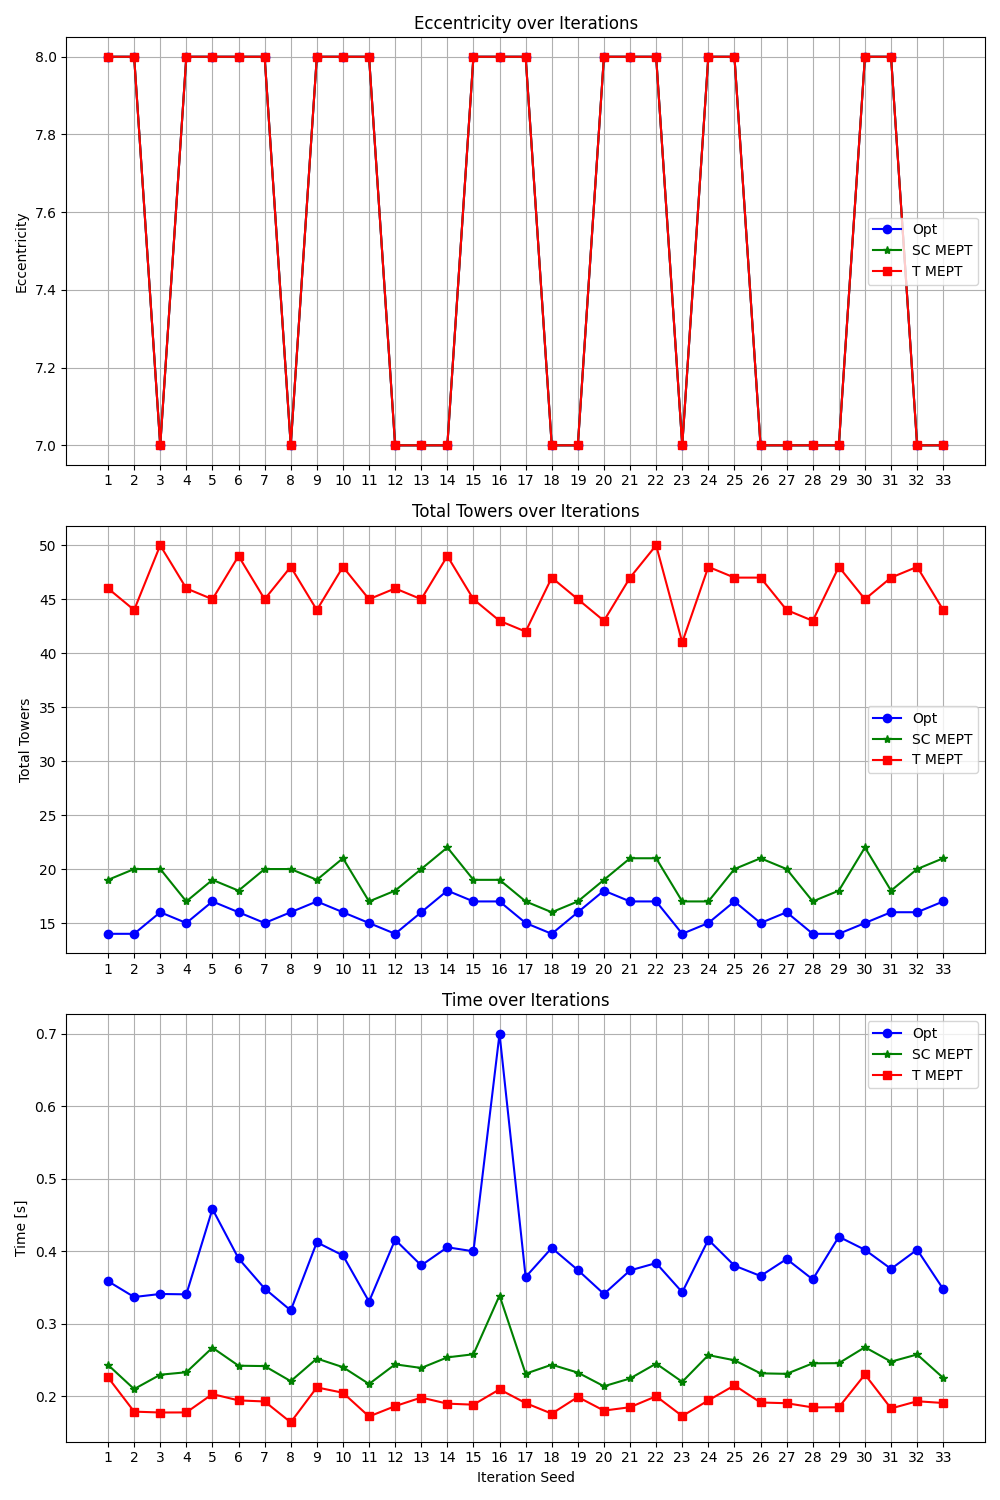 Eccentricity over Iterations
8.0
7.8
7.6
7.4
7.2
7.0
Eccentricity
Opt
SC MEPT
T MEPT
1 2 3 4 5 6 7 8 9 10 11 12 13 14 15 16 17 18 19 20 21 22 23 24 25 26 27 28 29 30 31 32 33
Total Towers over Iterations
50
45
40
35
30
25
20
15
Total Towers
Opt
SC MEPT
T MEPT
1 2 3 4 5 6 7 8 9 10 11 12 13 14 15 16 17 18 19 20 21 22 23 24 25 26 27 28 29 30 31 32 33
Time over Iterations
0.7
0.6
0.5
0.4
0.3
0.2
Time [s]
Opt
SC MEPT
T MEPT
1 2 3 4 5 6 7 8 9 10 11 12 13 14 15 16 17 18 19 20 21 22 23 24 25 26 27 28 29 30 31 32 33
Iteration Seed